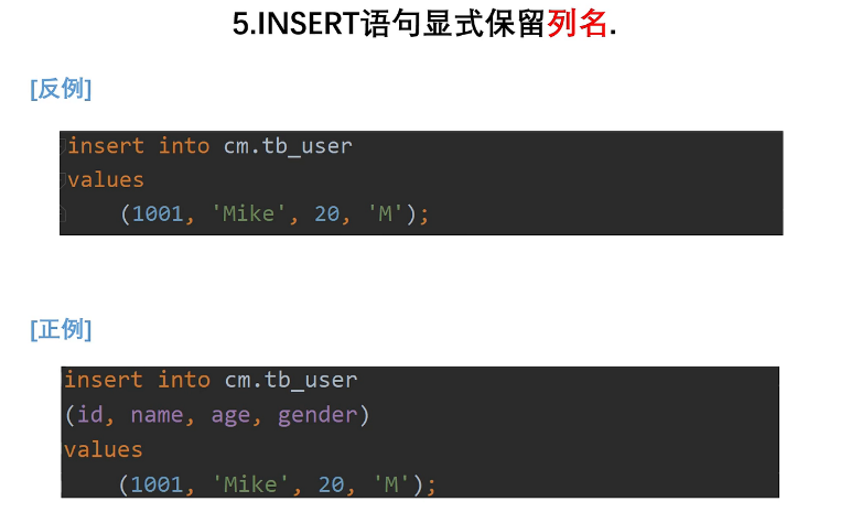 5.INSERT语句显式保留列名.
[反例]
insert into cm.tb_user
values
(1001, 'Mike', 20, 'M');
[正例]
insert into cm.tb_user
(id, name, age, gender)
values
(1001, 'Mike', 20, 'M');